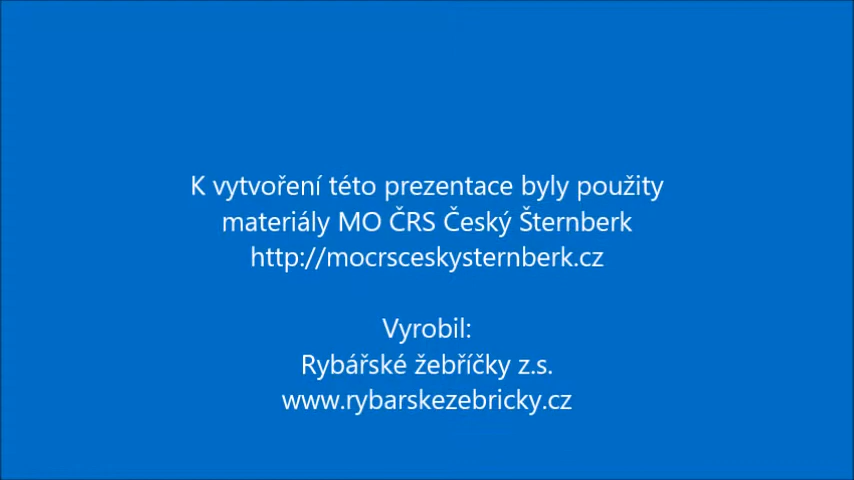 K vytvoření této prezentace byly použity
materiály MO ČRS Český Šternberk
http://mocrsceskysternberk.cz
Vyrobil:
Rybářské žebříčky z.s.
www.rybarskezebricky.cz